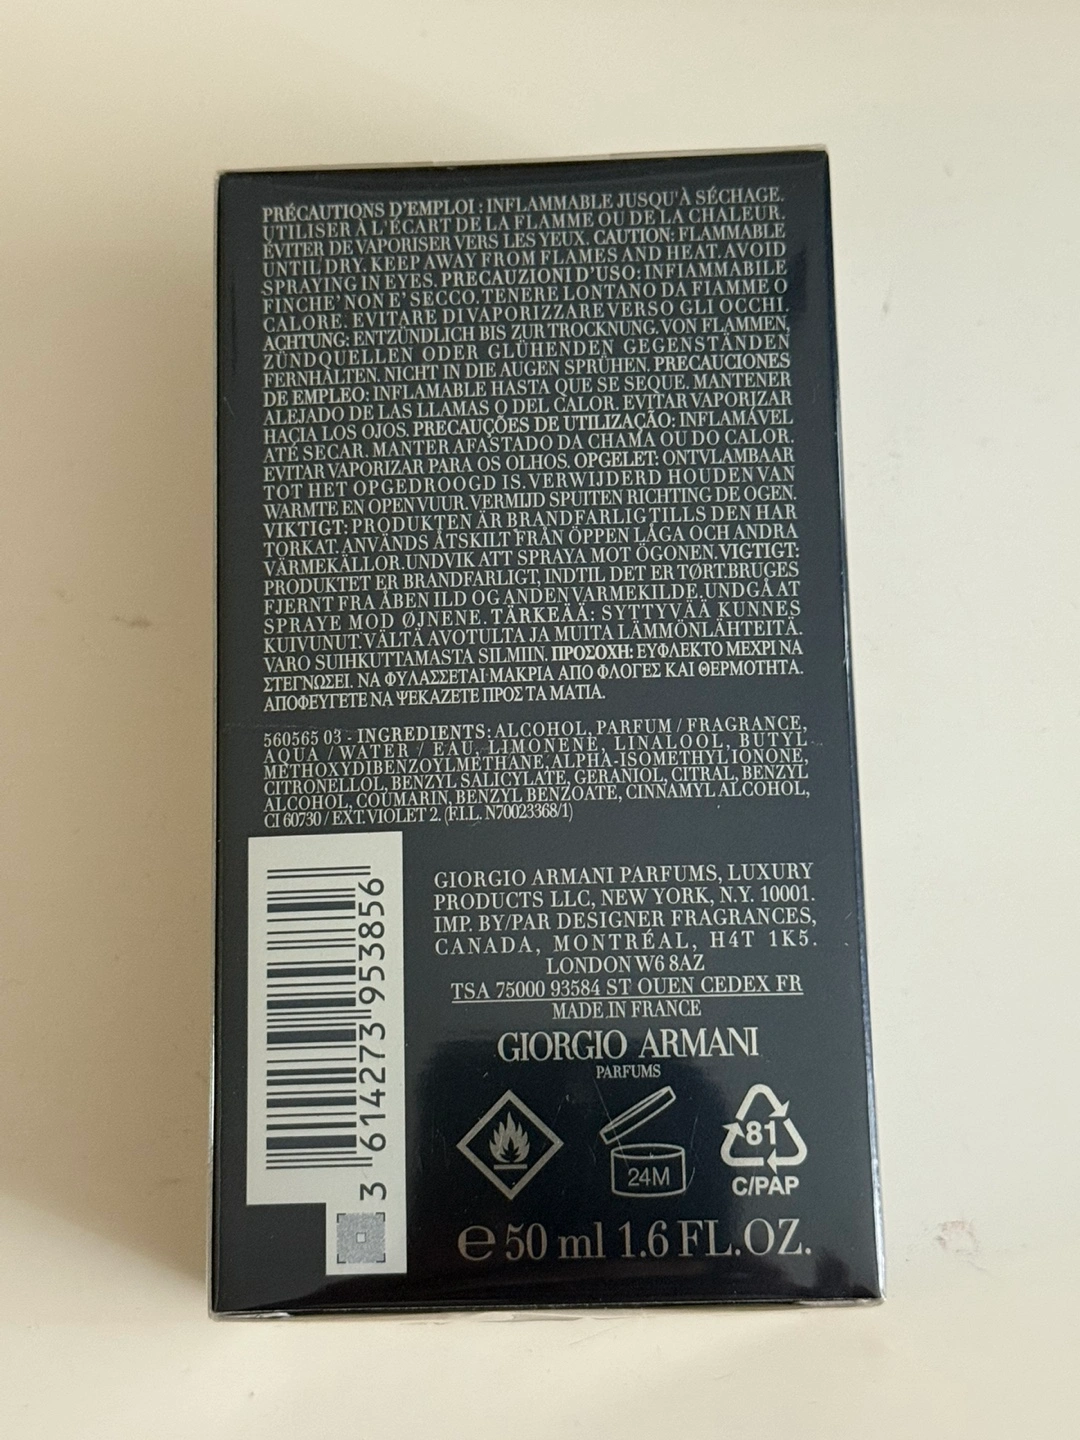 PRÉCAUTIONS D'EMPLOI : INFLAMMABLE JUSQU'À SÉCHAGE.
UTILISER À L'ÉCART DE LA FLAMME OU DE LA CHALEUR.
ÉVITER DE VAPORISER VERS LES YEUX. CAUTION: FLAMMABLE
UNTIL DRY. KEEP AWAY FROM FLAMES AND HEAT. AVOID
SPRAYING IN EYES. PRECAUZIONI D'USO: INFIAMMABILE
FINCHE' NON E' SECCO. TENERE LONTANO DA FIAMME O
CALORE. EVITARE DI VAPORIZZARE VERSO GLI OCCHI.
ACHTUNG: ENTZÜNDLICH BIS ZUR TROCKNUNG. VON FLAMMEN,
ZÜNDQUELLEN ODER GLÜHENDEN GEGENSTÄNDEN
FERNHALTEN. NICHT IN DIE AUGEN SPRÜHEN. PRECAUCIONES
DE EMPLEO: INFLAMABLE HASTA QUE SE SEQUE. MANTENER
ALEJADO DE LAS LLAMAS O DEL CALOR. EVITAR VAPORIZAR
HACIA LOS OJOS. PRECAUÇÕES DE UTILIZAÇÃO: INFLAMÁVEL
ATÉ SECAR. MANTER AFASTADO DA CHAMA OU DO CALOR.
EVITAR VAPORIZAR PARA OS OLHOS. OPGELET: ONTVLAMBAAR
TOT HET OPGEDROOGD IS. VERWIJDERD HOUDEN VAN
WARMTE EN OPEN VUUR. VERMIJD SPUITEN RICHTING DE OGEN.
VIKTIGT: PRODUKTEN ÄR BRANDFARLIG TILLS DEN HAR
TORKAT. ANVÄNDS ÅTSKILT FRÅN ÖPPEN LÅGA OCH ANDRA
VÄRMEKÄLLOR. UNDVIK ATT SPRAYA MOT ÖGONEN. VIGTIGT:
PRODUKTET ER BRANDFARLIGT, INDTIL DET ER TØRT. BRUGES
FJERNT FRA ÅBEN ILD OG ANDEN VARMEKILDE. UNDGÅ AT
SPRAYE MOD ØJNENE. TÄRKEÄÄ: SYTTYVÄÄ KUNNES
KUIVUNUT. VÄLTÄ AVOTULTA JA MUITA LÄMMÖNLÄHTEITÄ.
VARO SUIHKUTTAMASTA SILMIIN. ΠΡΟΣΟΧΗ: ΕΥΦΛΕΚΤΟ ΜΕΧΡΙ ΝΑ
ΣΤΕΓΝΩΣΕΙ. ΝΑ ΦΥΛΑΣΣΕΤΑΙ ΜΑΚΡΙΑ ΑΠΟ ΦΛΟΓΕΣ ΚΑΙ ΘΕΡΜΟΤΗΤΑ.
ΑΠΟΦΕΥΓΕΤΕ ΝΑ ΨΕΚΑΖΕΤΕ ΠΡΟΣ ΤΑ ΜΑΤΙΑ.
560565 03 - INGREDIENTS: ALCOHOL, PARFUM / FRAGRANCE,
AQUA / WATER / EAU, LIMONENE, LINALOOL, BUTYL
METHOXYDIBENZOYLMETHANE, ALPHA-ISOMETHYL IONONE,
CITRONELLOL, BENZYL SALICYLATE, GERANIOL, CITRAL, BENZYL
ALCOHOL, COUMARIN, BENZYL BENZOATE, CINNAMYL ALCOHOL,
CI 60730 / EXT. VIOLET 2. (F.I.L. N70023368/1)
3 614273 953856
GIORGIO ARMANI PARFUMS, LUXURY
PRODUCTS LLC, NEW YORK, N.Y. 10001.
IMP. BY/PAR DESIGNER FRAGRANCES,
CANADA, MONTRÉAL, H4T 1K5.
LONDON W6 8AZ
TSA 75000 93584 ST OUEN CEDEX FR
MADE IN FRANCE
GIORGIO ARMANI
PARFUMS
24M
81
C/PAP
℮ 50 ml 1.6 FL.OZ.